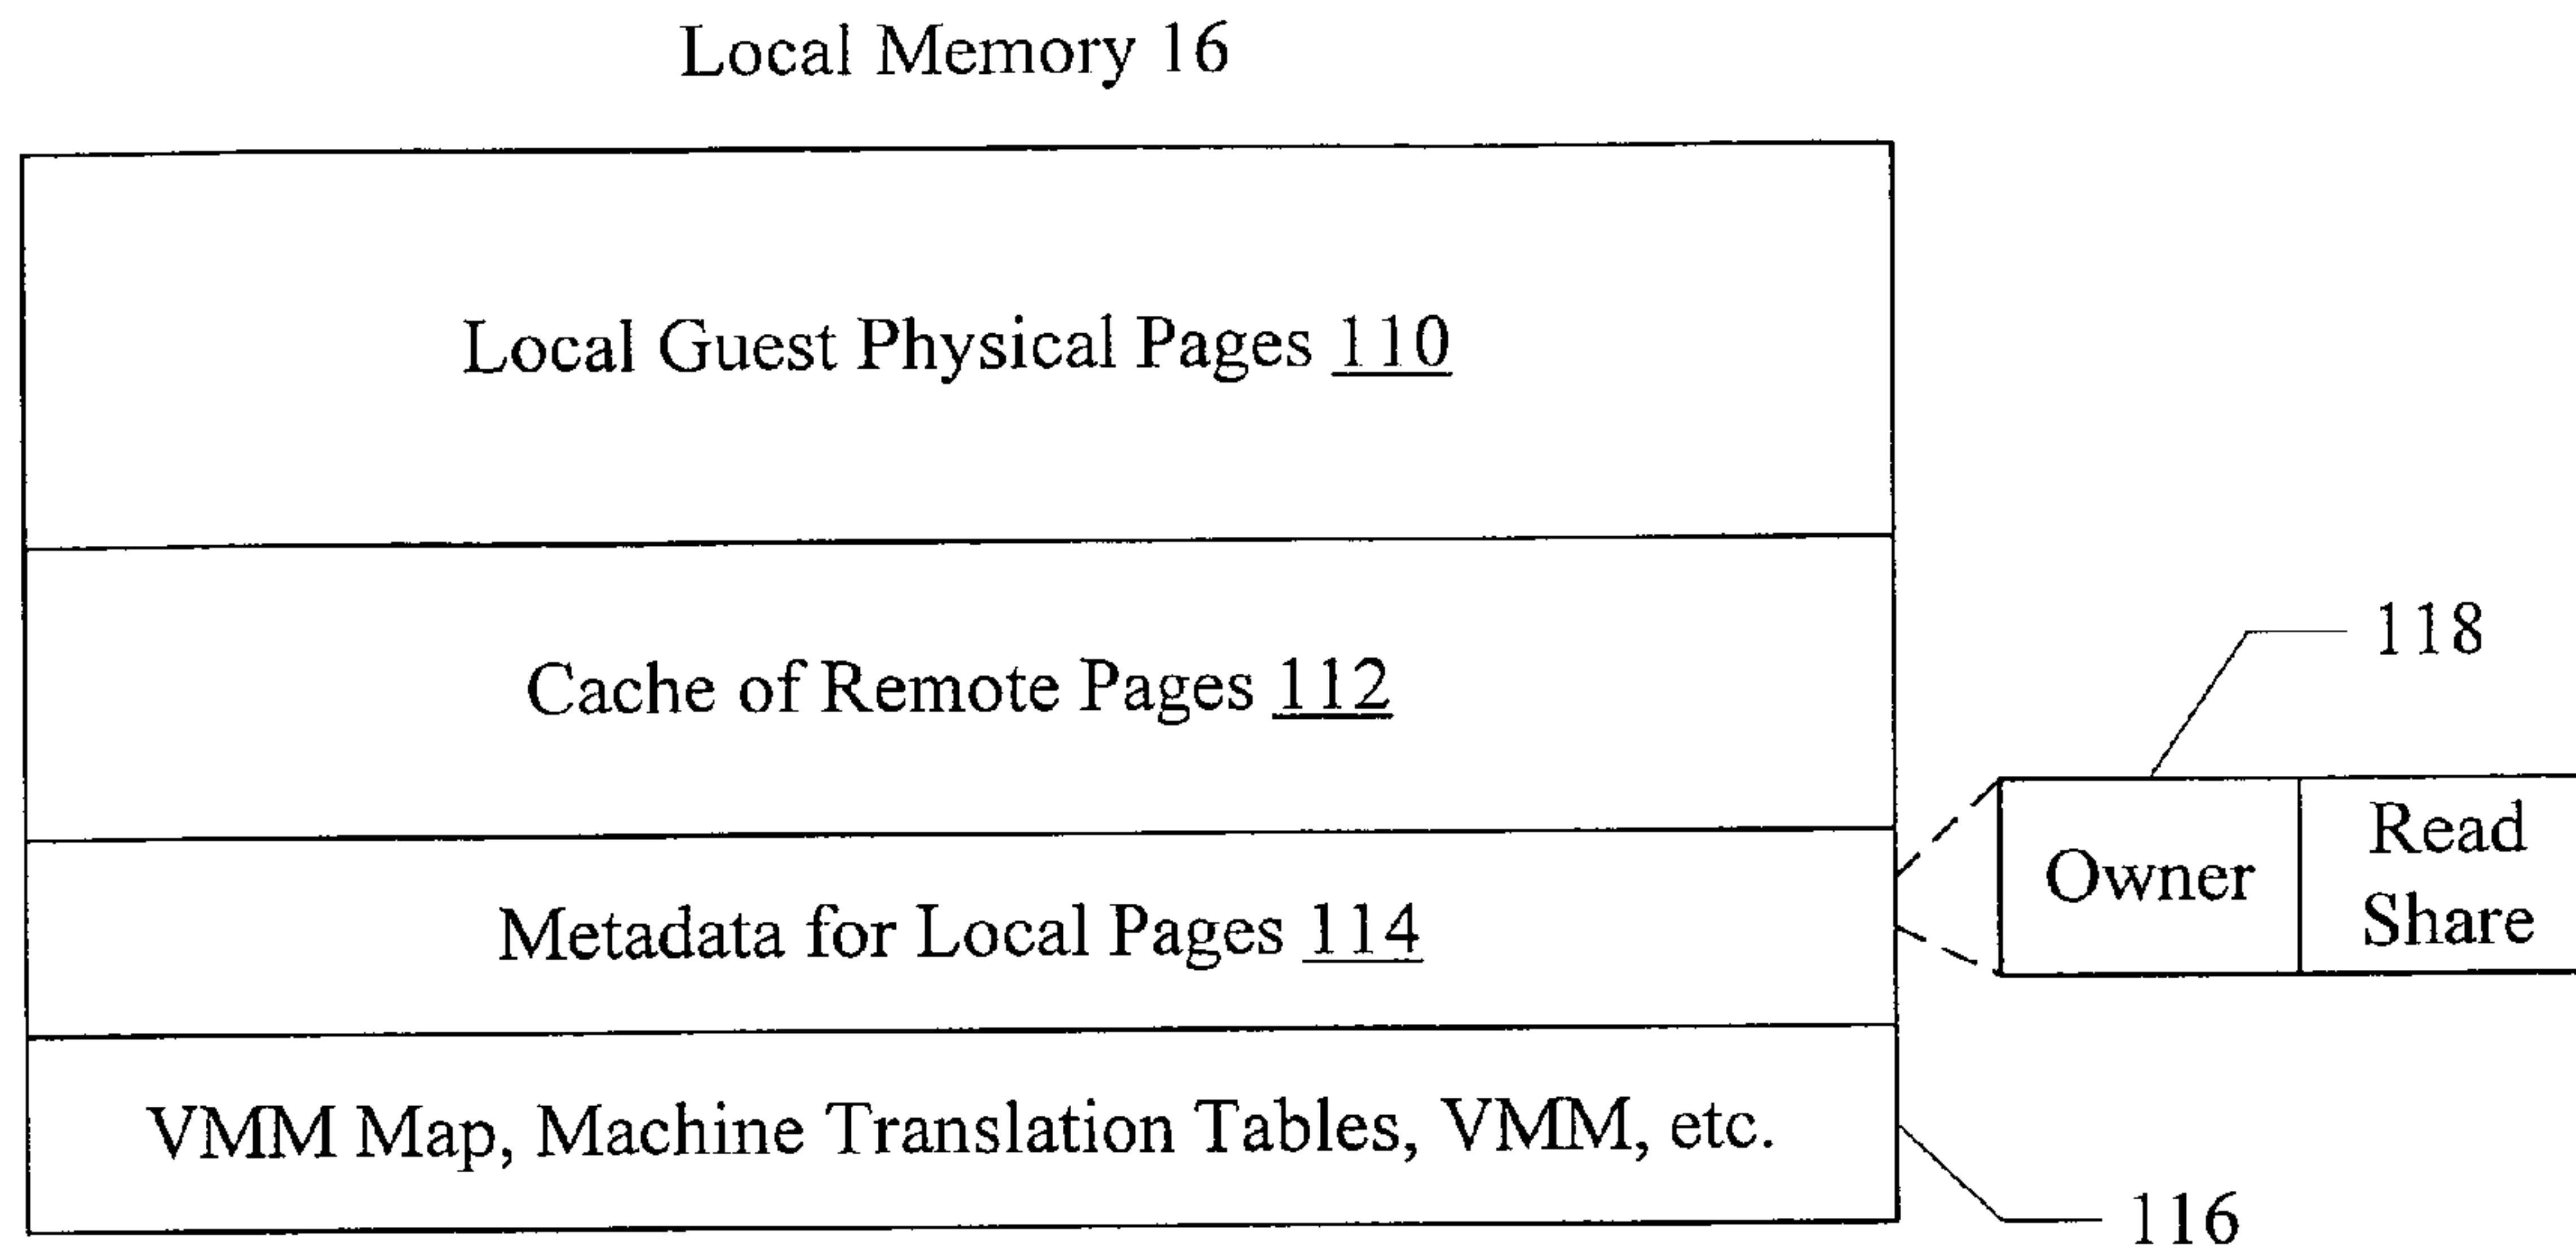 Local Memory 16
Local Guest Physical Pages 110
Cache of Remote Pages 112
118
Owner
Read
Share
Metadata for Local Pages 114
VMM Map, Machine Translation Tables, VMM, etc.
116